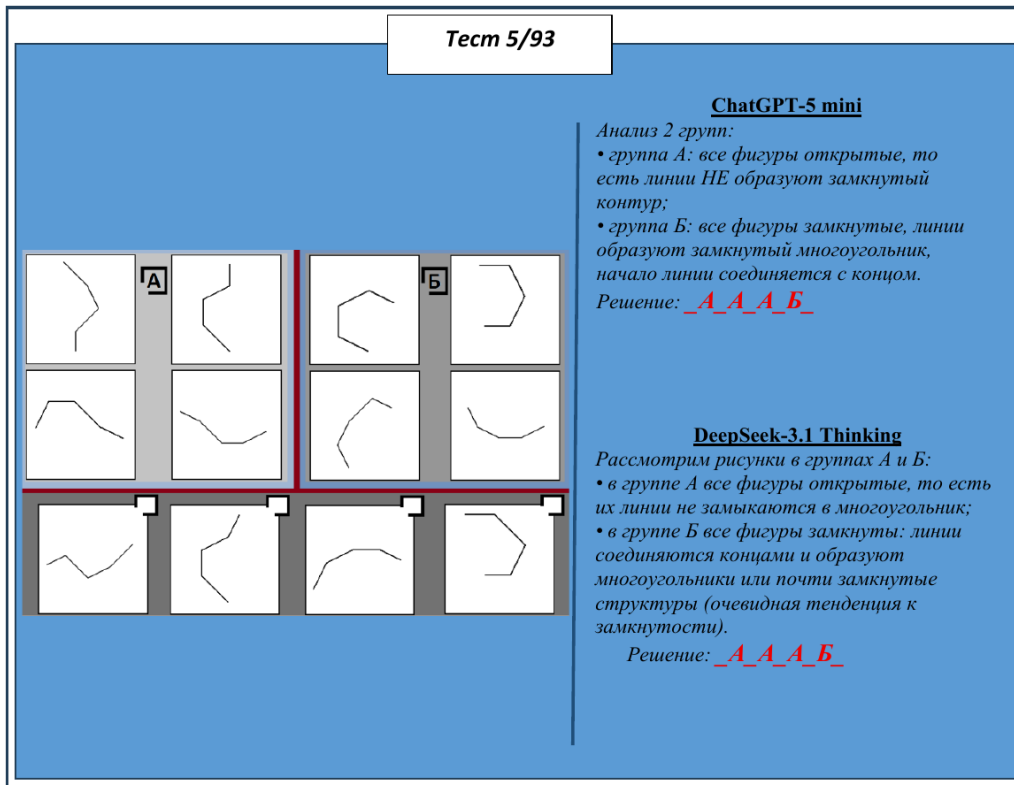 Тест 5/93
А
Б
ChatGPT-5 mini
Анализ 2 групп:
• группа А: все фигуры открытые, то
есть линии НЕ образуют замкнутый
контур;
• группа Б: все фигуры замкнутые, линии
образуют замкнутый многоугольник,
начало линии соединяется с концом.
Решение: _А_А_А_Б_
DeepSeek-3.1 Thinking
Рассмотрим рисунки в группах А и Б:
• в группе А все фигуры открытые, то есть
их линии не замыкаются в многоугольник;
• в группе Б все фигуры замкнуты: линии
соединяются концами и образуют
многоугольники или почти замкнутые
структуры (очевидная тенденция к
замкнутости).
Решение: _А_А_А_Б_